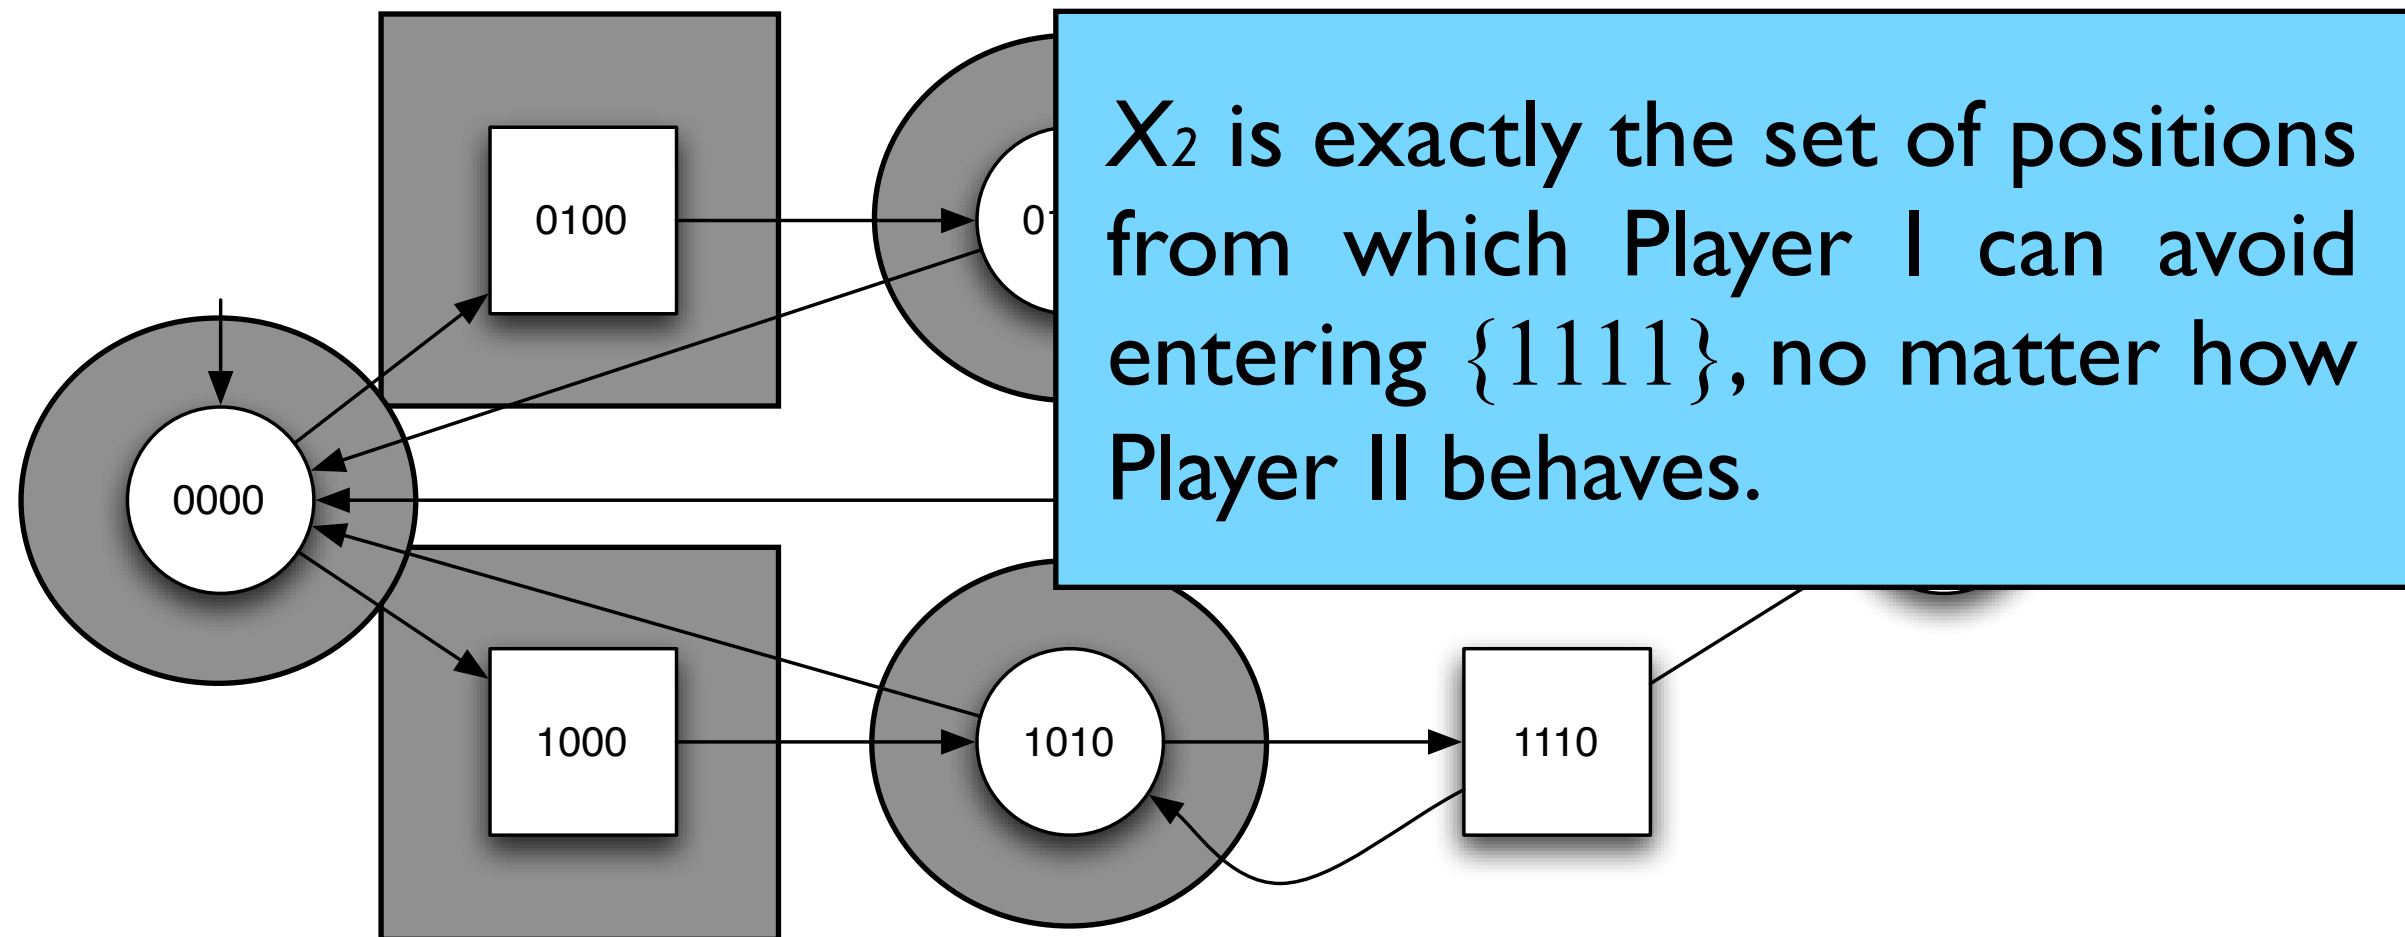 X₂ is exactly the set of positions
from which Player I can avoid
entering {1111}, no matter how
Player II behaves.
0100
0000
1000
1010
1110